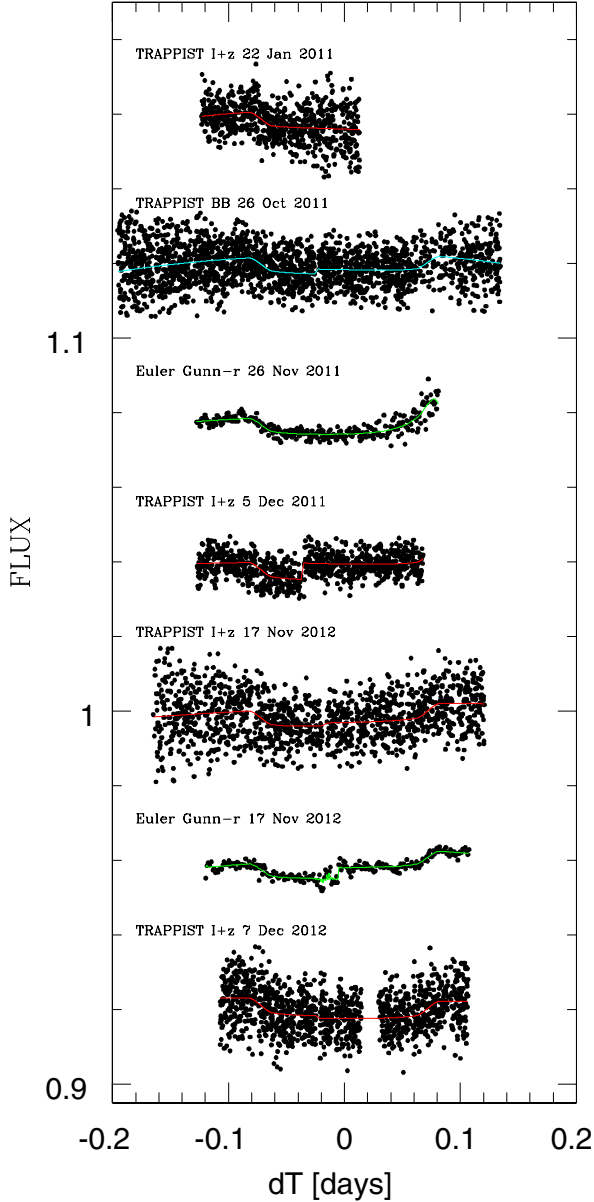 TRAPPIST I+z 22 Jan 2011
TRAPPIST BB 26 Oct 2011
1.1
Euler Gunn-r 26 Nov 2011
TRAPPIST I+z 5 Dec 2011
FLUX
TRAPPIST I+z 17 Nov 2012
1
Euler Gunn-r 17 Nov 2012
TRAPPIST I+z 7 Dec 2012
0.9
-0.2 -0.1 0 0.1 0.2
dT [days]